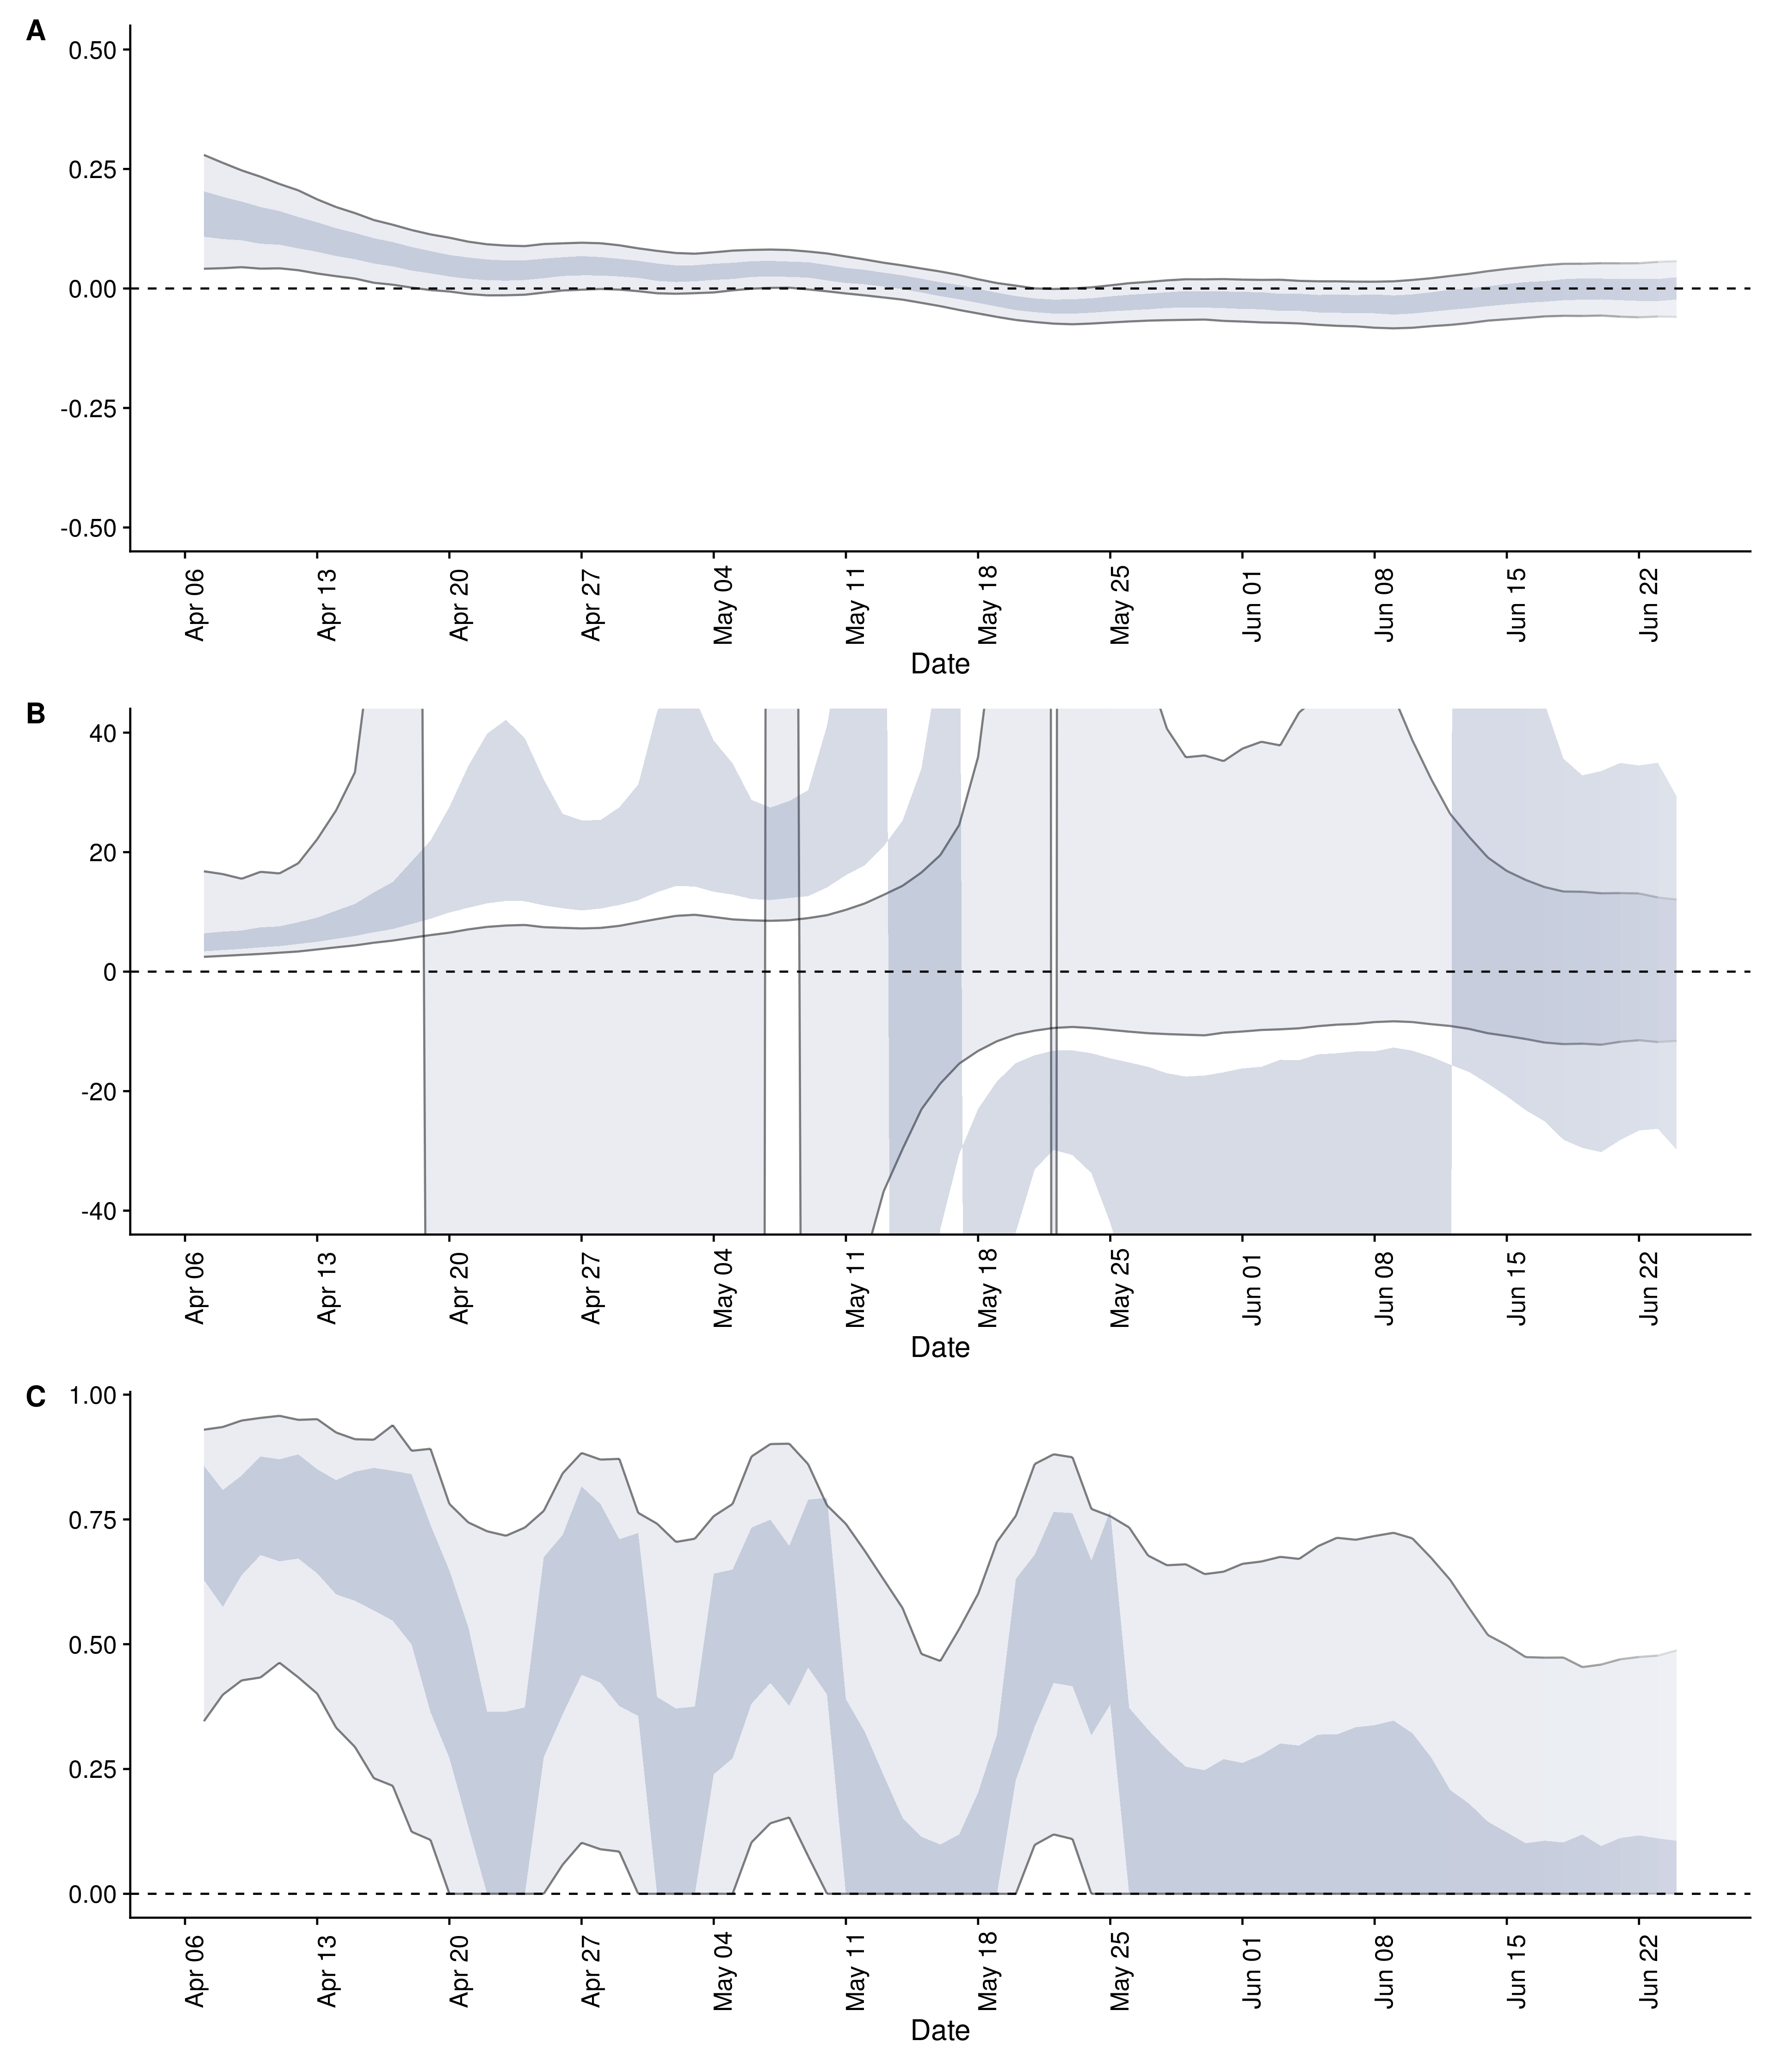 A
0.50
0.25
0.00
-0.25
-0.50
Apr 06
Apr 13
Apr 20
Apr 27
May 04
May 11
May 18
May 25
Jun 01
Jun 08
Jun 15
Jun 22
Date
B
40
20
0
-20
-40
Apr 06
Apr 13
Apr 20
Apr 27
May 04
May 11
May 18
May 25
Jun 01
Jun 08
Jun 15
Jun 22
Date
C
1.00
0.75
0.50
0.25
0.00
Apr 06
Apr 13
Apr 20
Apr 27
May 04
May 11
May 18
May 25
Jun 01
Jun 08
Jun 15
Jun 22
Date